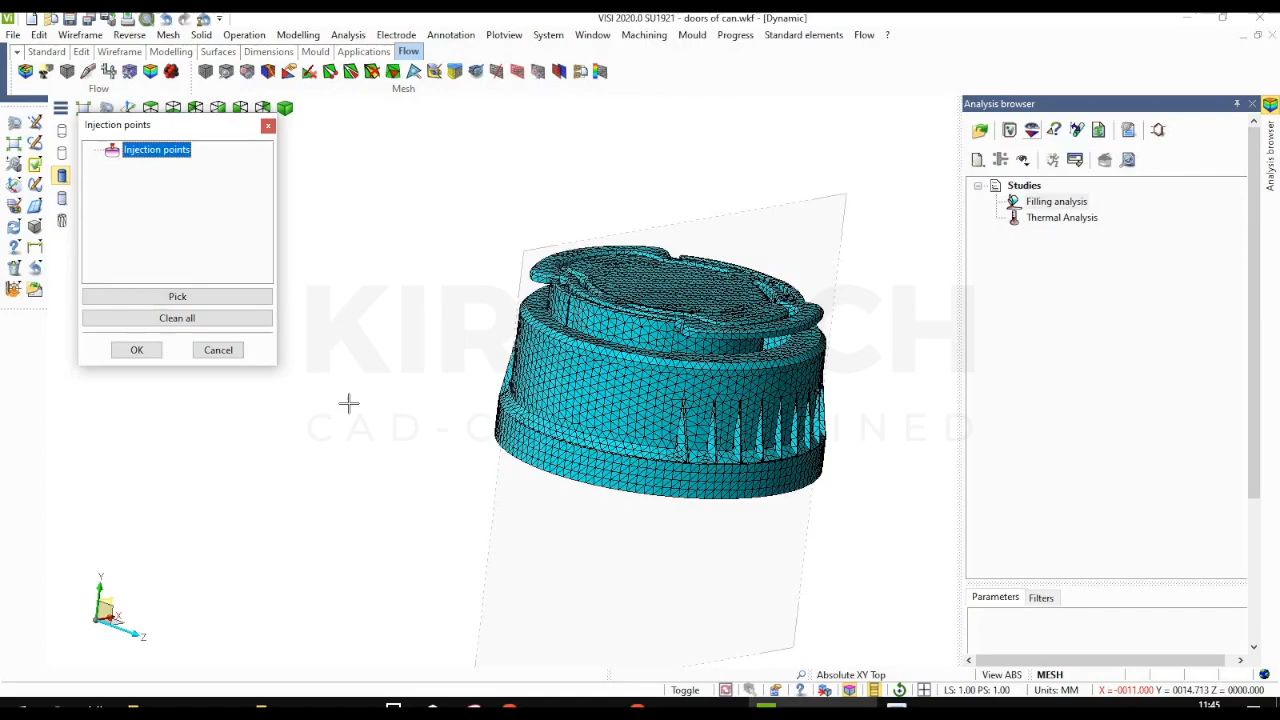 VISI 2020.0 SU1921 - doors of can.wkf - [Dynamic]
File Edit Wireframe Reverse Mesh Solid Operation Modelling Analysis Electrode Annotation Plotview System Window Machining Mould Progress Standard elements Flow ?
Standard Edit Wireframe Modelling Surfaces Dimensions Mould Applications Flow
Flow Mesh
Injection points
Injection points
Pick
Clean all
OK Cancel
Analysis browser
Analysis browser
Studies
Filling analysis
Thermal Analysis
Parameters Filters
Y
X
Z
Absolute XY Top View ABS MESH
Toggle LS: 1.00 PS: 1.00 Units: MM X = -0011.000 Y = 0014.713 Z = 0000.000
11:45